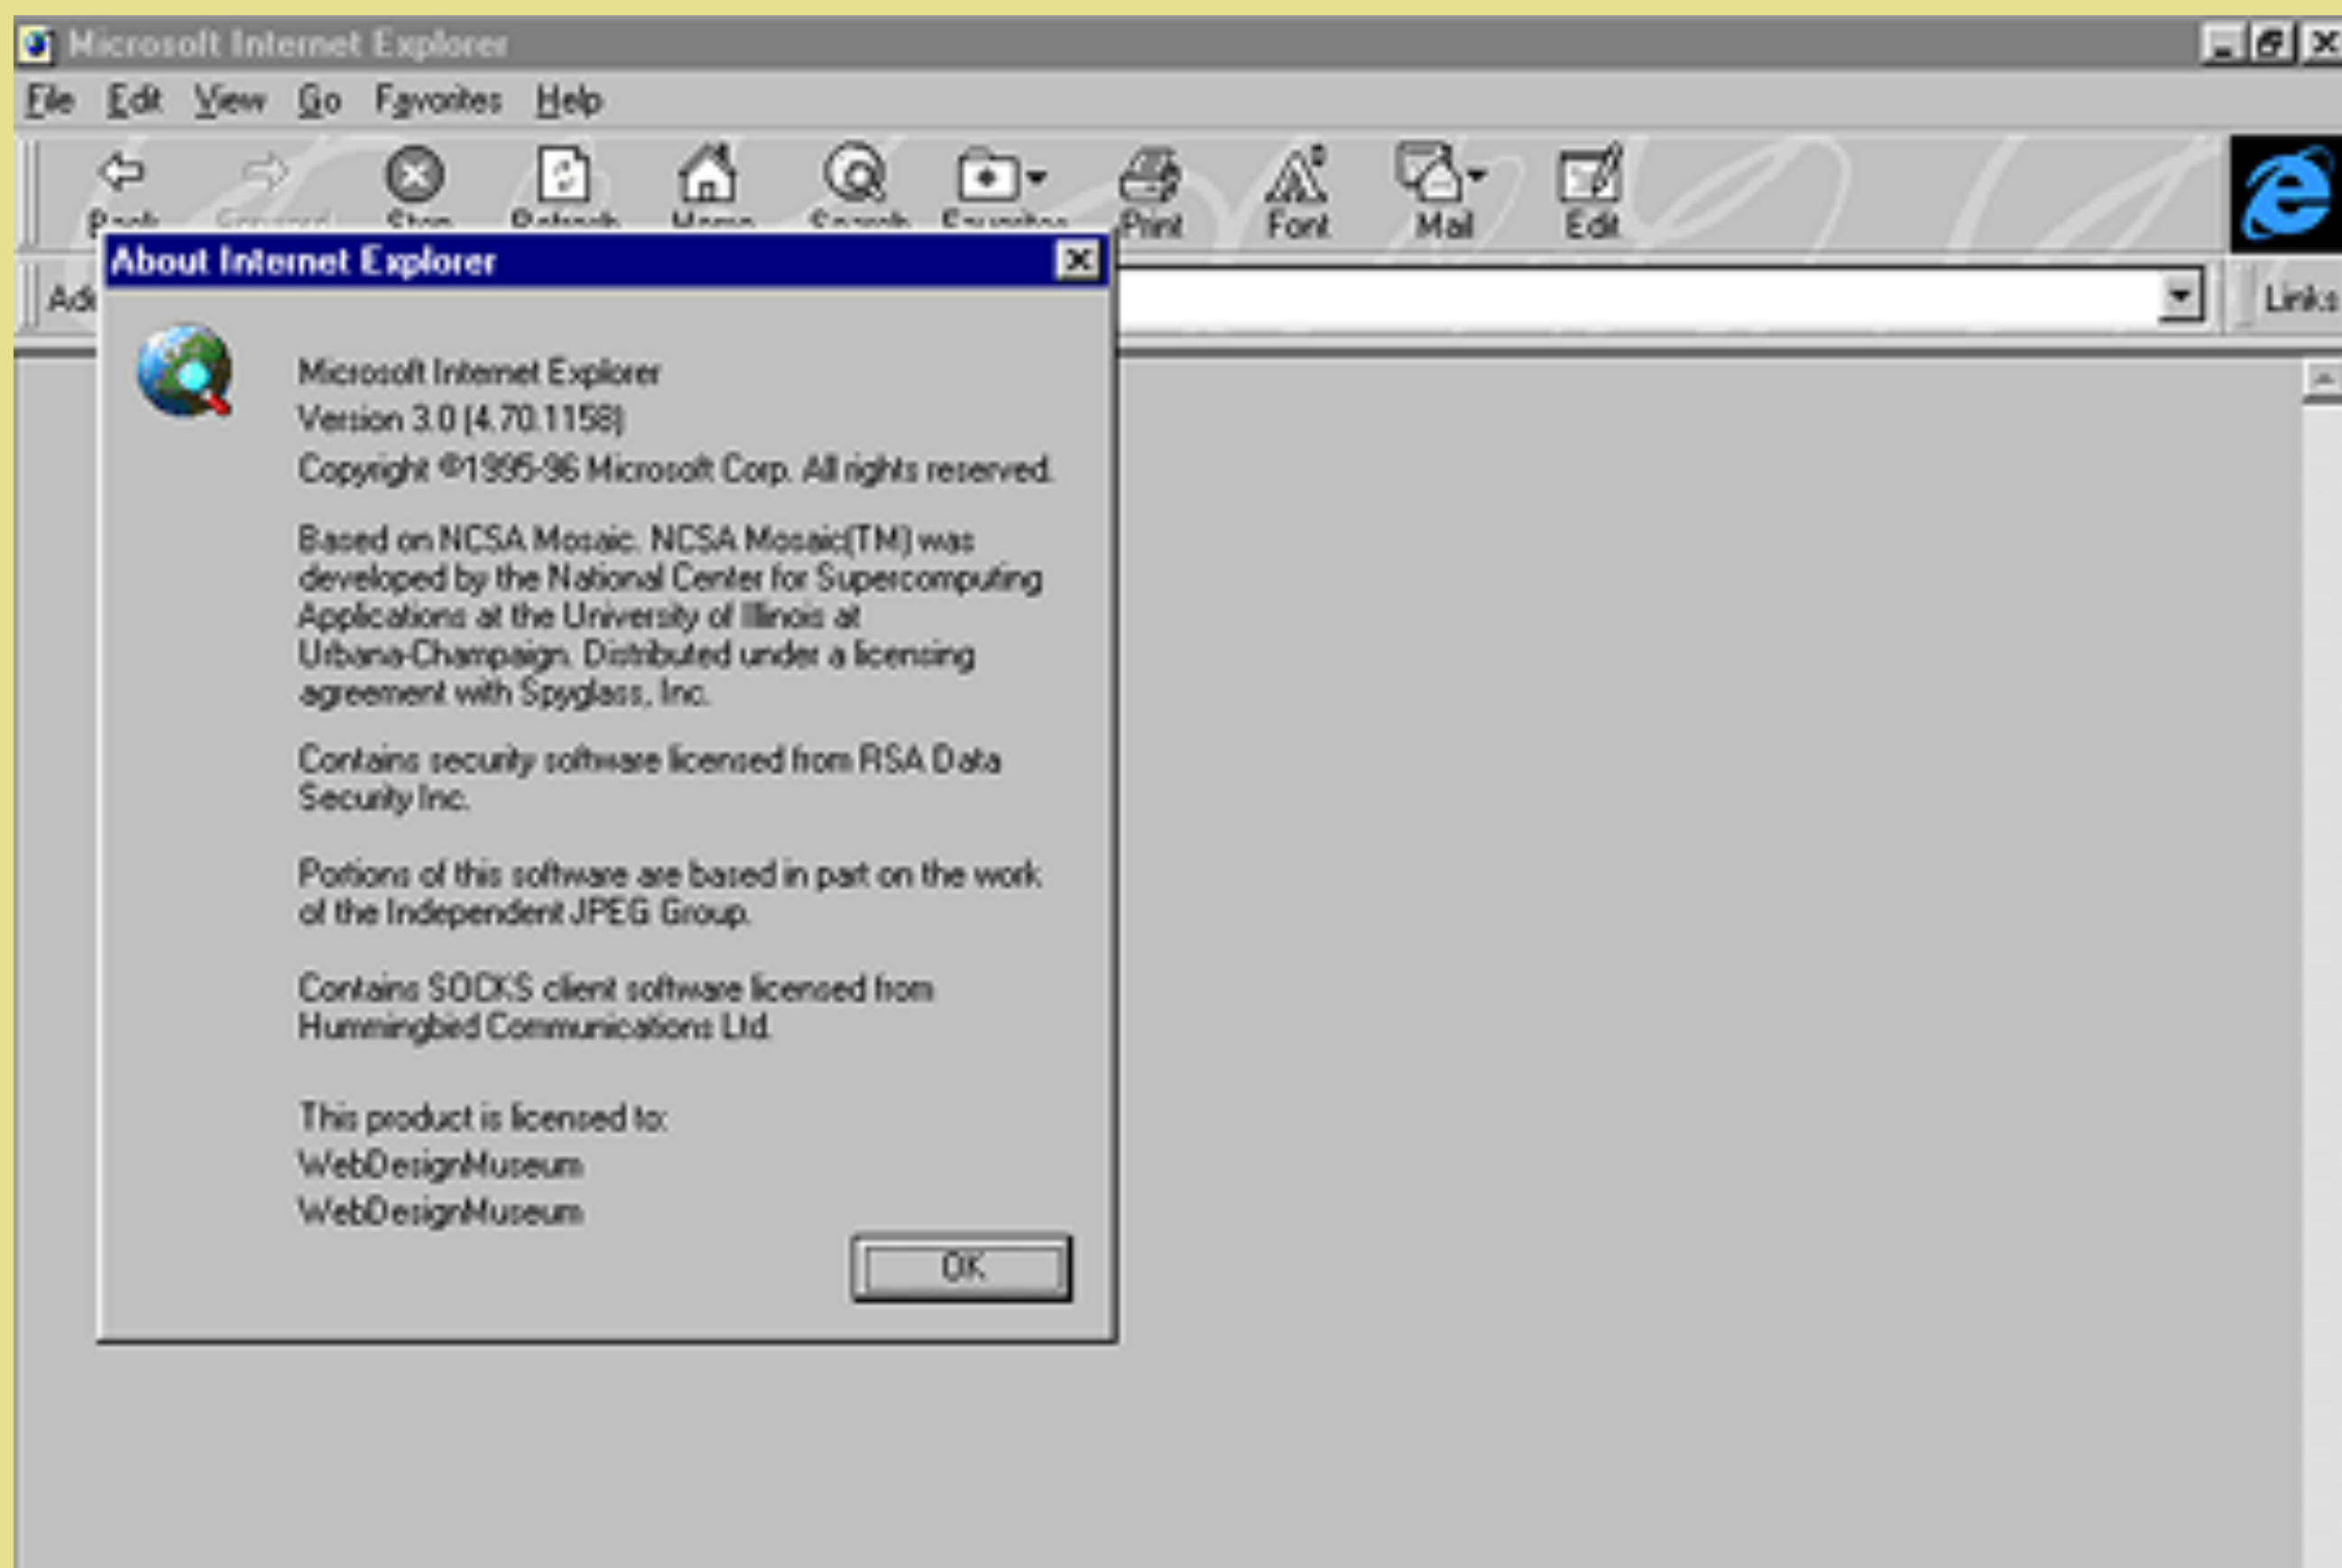 Microsoft Internet Explorer
File Edit View Go Favorites Help
Print Font Mail Edit
About Internet Explorer
Links
Microsoft Internet Explorer
Version 3.0 (4.70.1158)
Copyright ©1995-96 Microsoft Corp. All rights reserved.
Based on NCSA Mosaic. NCSA Mosaic(TM) was
developed by the National Center for Supercomputing
Applications at the University of Illinois at
Urbana-Champaign. Distributed under a licensing
agreement with Spyglass, Inc.
Contains security software licensed from RSA Data
Security Inc.
Portions of this software are based in part on the work
of the Independent JPEG Group.
Contains SOCKS client software licensed from
Hummingbird Communications Ltd.
This product is licensed to:
WebDesignMuseum
WebDesignMuseum
OK